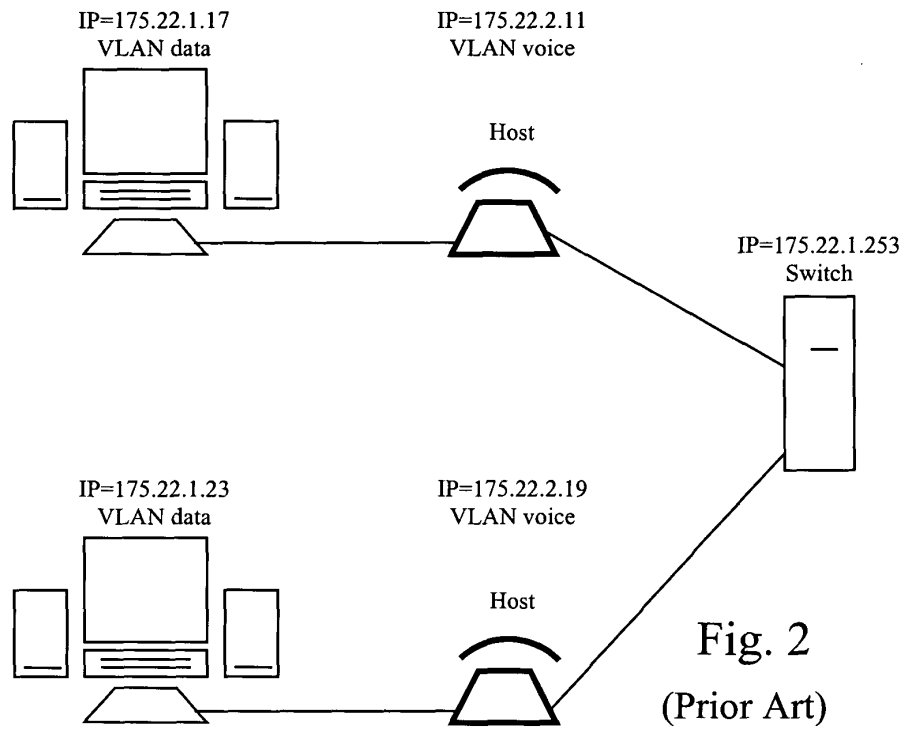 IP=175.22.1.17
VLAN data
IP=175.22.2.11
VLAN voice
Host
IP=175.22.1.253
Switch
IP=175.22.1.23
VLAN data
IP=175.22.2.19
VLAN voice
Host
Fig. 2
(Prior Art)